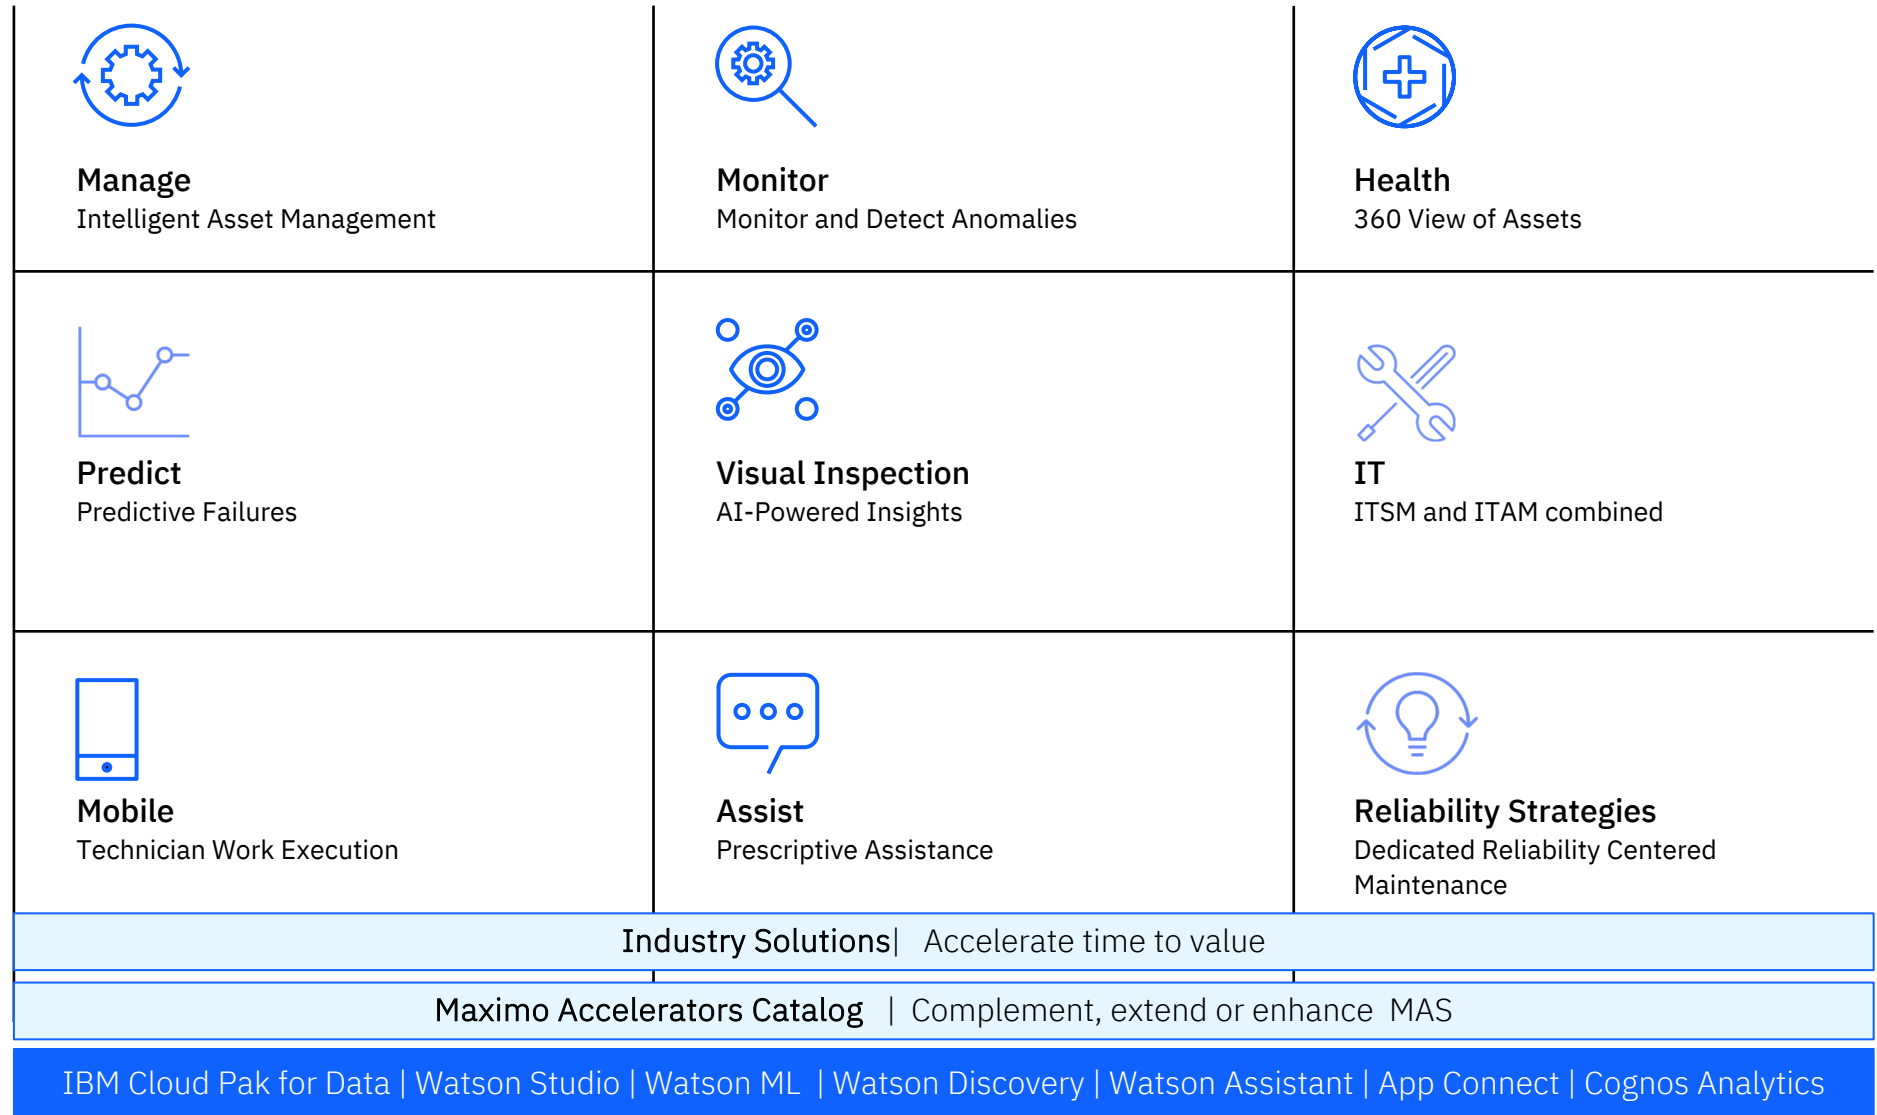 Manage
Intelligent Asset Management
Monitor
Monitor and Detect Anomalies
Health
360 View of Assets
Predict
Predictive Failures
Visual Inspection
AI-Powered Insights
IT
ITSM and ITAM combined
Mobile
Technician Work Execution
Assist
Prescriptive Assistance
Reliability Strategies
Dedicated Reliability Centered
Maintenance
Industry Solutions| Accelerate time to value
Maximo Accelerators Catalog | Complement, extend or enhance MAS
IBM Cloud Pak for Data | Watson Studio | Watson ML | Watson Discovery | Watson Assistant | App Connect | Cognos Analytics